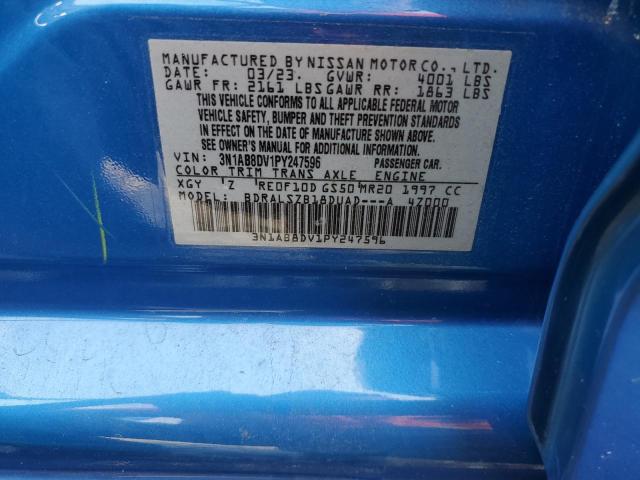 MANUFACTURED BY NISSAN MOTOR CO., LTD.
DATE: 03/23. GVWR: 4001 LBS
GAWR FR: 2161 LBS GAWR RR: 1863 LBS
THIS VEHICLE CONFORMS TO ALL APPLICABLE FEDERAL MOTOR
VEHICLE SAFETY, BUMPER AND THEFT PREVENTION STANDARDS
IN EFFECT ON THE DATE OF MANUFACTURE SHOWN ABOVE.
SEE OWNER'S MANUAL FOR ADDITIONAL INFORMATION.
VIN: 3N1AB8DV1PY247596 PASSENGER CAR.
COLOR TRIM TRANS AXLE ENGINE
XGY Z RE0F10D GS50 MR20 1997 CC
MODEL: BDRALSZB18DUAD---A 47000
3N1AB8DV1PY247596